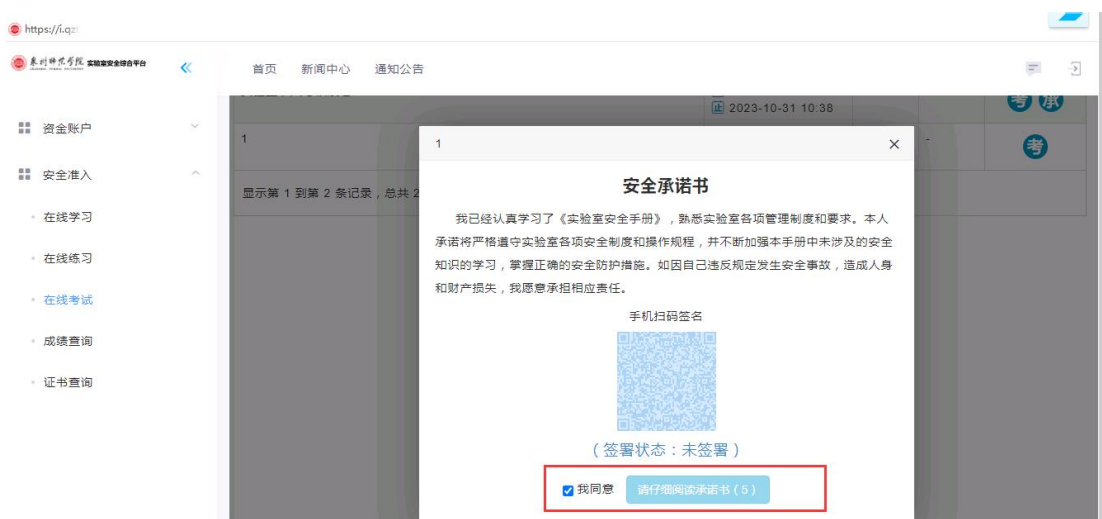 https://i.qz
实验室安全综合平台
首页 新闻中心 通知公告
止 2023-10-31 10:38
考 承
资金账户
1
1
-
考
安全准入
显示第 1 到第 2 条记录，总共 2
安全承诺书
在线学习
我已经认真学习了《实验室安全手册》，熟悉实验室各项管理制度和要求。本人
承诺将严格遵守实验室各项安全制度和操作规程，并不断加强本手册中未涉及的安全
在线练习
知识的学习，掌握正确的安全防护措施。如因自己违反规定发生安全事故，造成人身
和财产损失，我愿意承担相应责任。
在线考试
手机扫码签名
成绩查询
证书查询
（签署状态：未签署）
我同意 请仔细阅读承诺书（5）